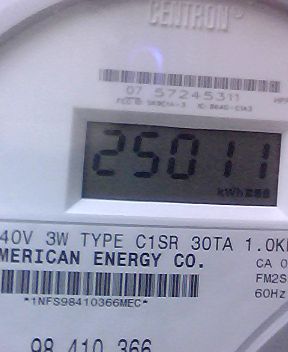 CENTRON®
07 57245311
25011
kWh
40V 3W TYPE C1SR 30TA 1.0K
MERICAN ENERGY CO.
CA 0
FM2S
*1NFS98410366MEC*
60Hz
98 410 366